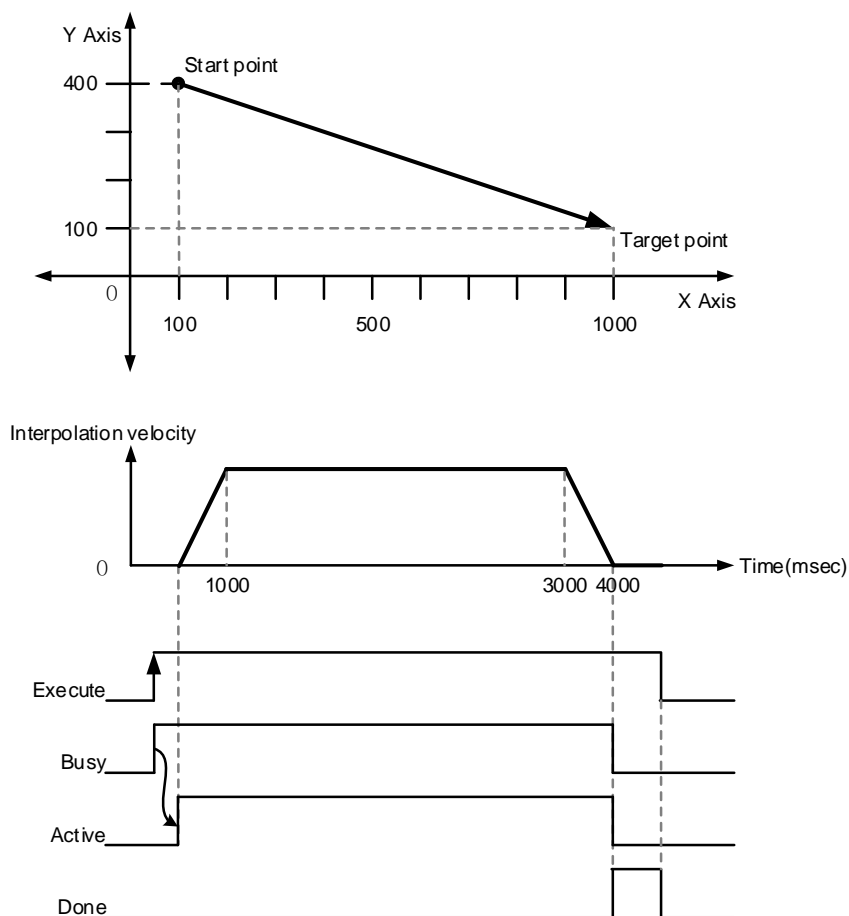 Y Axis
Start point
400
100
Target point
0
X Axis
100
500
1000
Interpolation velocity
0
Time(msec)
1000
3000
4000
Execute
Busy
Active
Done